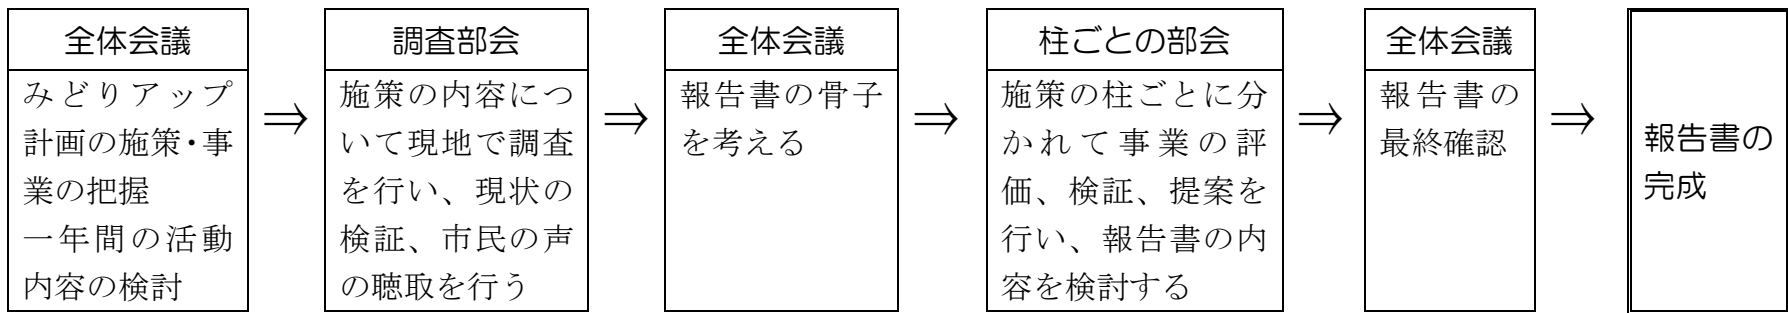 全体会議
みどりアップ
計画の施策・事
業の把握
一年間の活動
内容の検討
⇒
調査部会
施策の内容につ
いて現地で調査
を行い、現状の
検証、市民の声
の聴取を行う
⇒
全体会議
報告書の骨子
を考える
⇒
柱ごとの部会
施策の柱ごとに分
かれて事業の評
価、検証、提案を
行い、報告書の内
容を検討する
⇒
全体会議
報告書の
最終確認
⇒
報告書の
完成